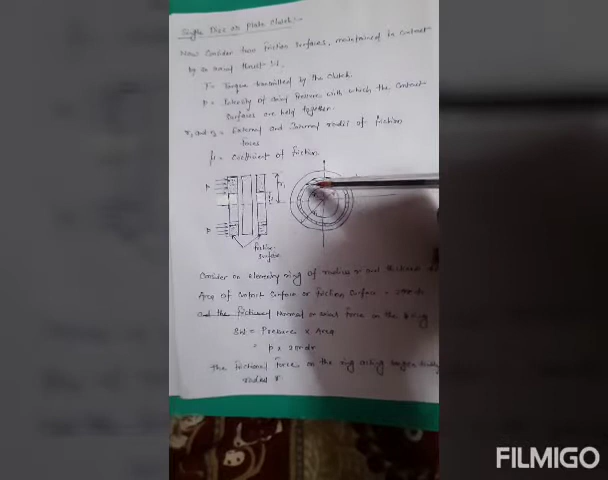 Single Disc or Plate Clutch:-
Now Consider two friction surfaces, maintained in contact
by an axial thrust W.
T = Torque transmitted by the clutch.
p = Intensity of axial Pressure with which the Contact
surfaces are held together.
r1 and r2 = External and Internal radii of friction
faces
μ = Coefficient of friction.
p
p
r1
r2
friction
surface
Consider an elementary ring of radius r and thickness
Area of contact surface or friction surface =
and the frictional Normal or axial force on the ring
δW = Pressure × Area
= p × 2πr dr
The frictional force on the ring acting tangentially
radius r
FILMIGO